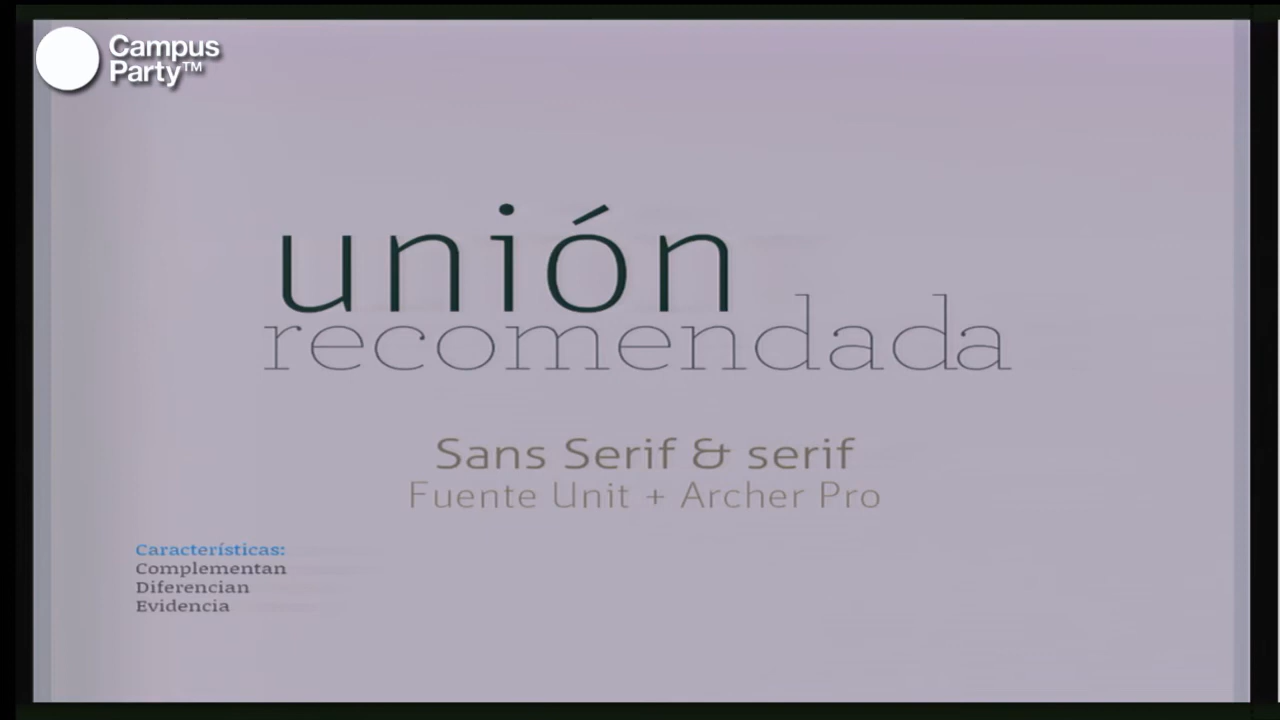 Campus
Party™
unión
recomendada
Sans Serif & serif
Fuente Unit + Archer Pro
Características:
Complementan
Diferencian
Evidencia